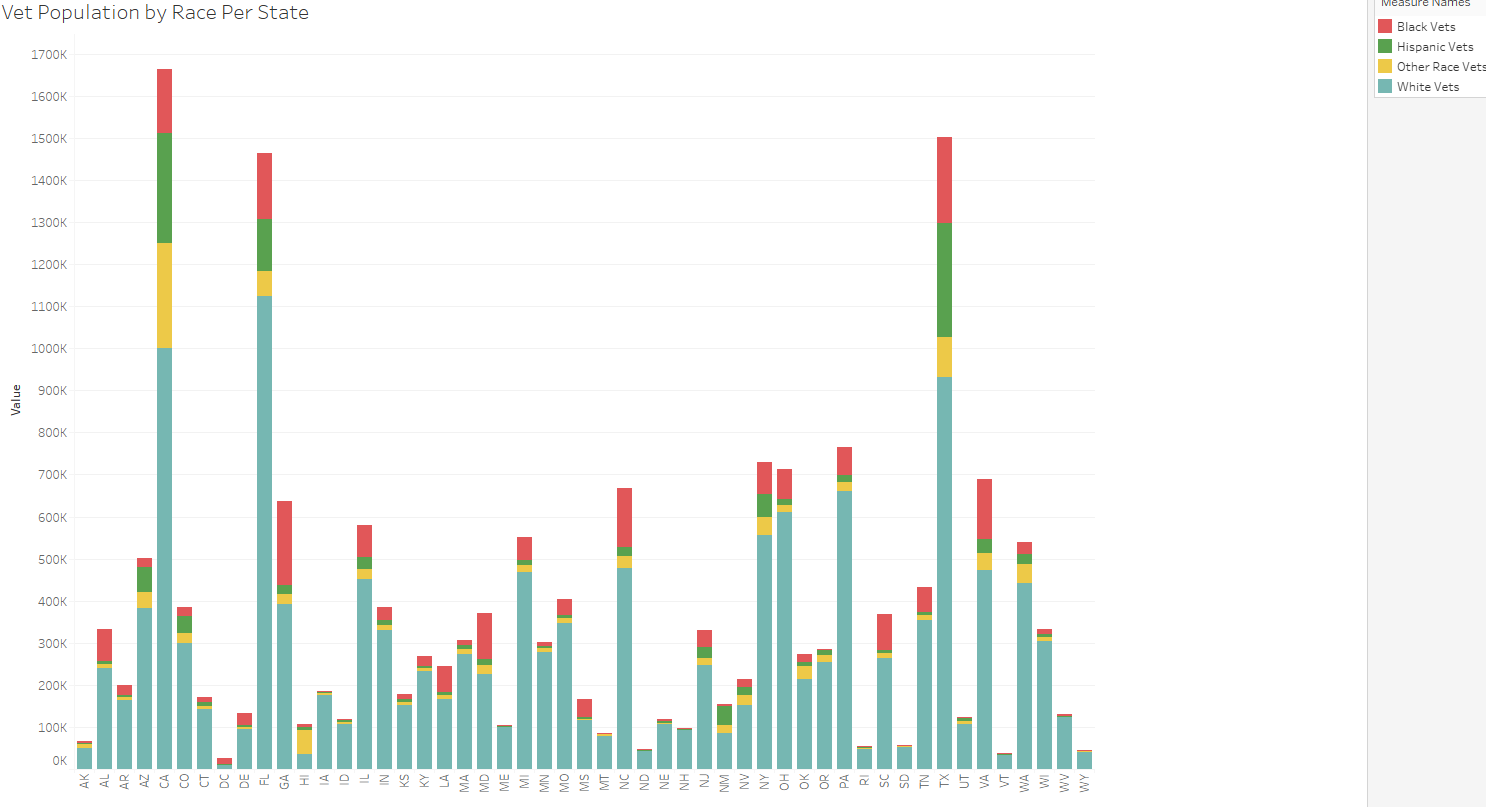 Vet Population by Race Per State
Measure Names
Black Vets
Hispanic Vets
Other Race Vets
White Vets
1700K
1600K
1500K
1400K
1300K
1200K
1100K
1000K
900K
800K
700K
600K
500K
400K
300K
200K
100K
0K
Value
AK AL AR AZ CA CO CT DC DE FL GA HI IA ID IL IN KS KY LA MA MD ME MI MN MO MS MT NC ND NE NH NJ NM NV NY OH OK OR PA RI SC SD TN TX UT VA VT WA WI WV WY